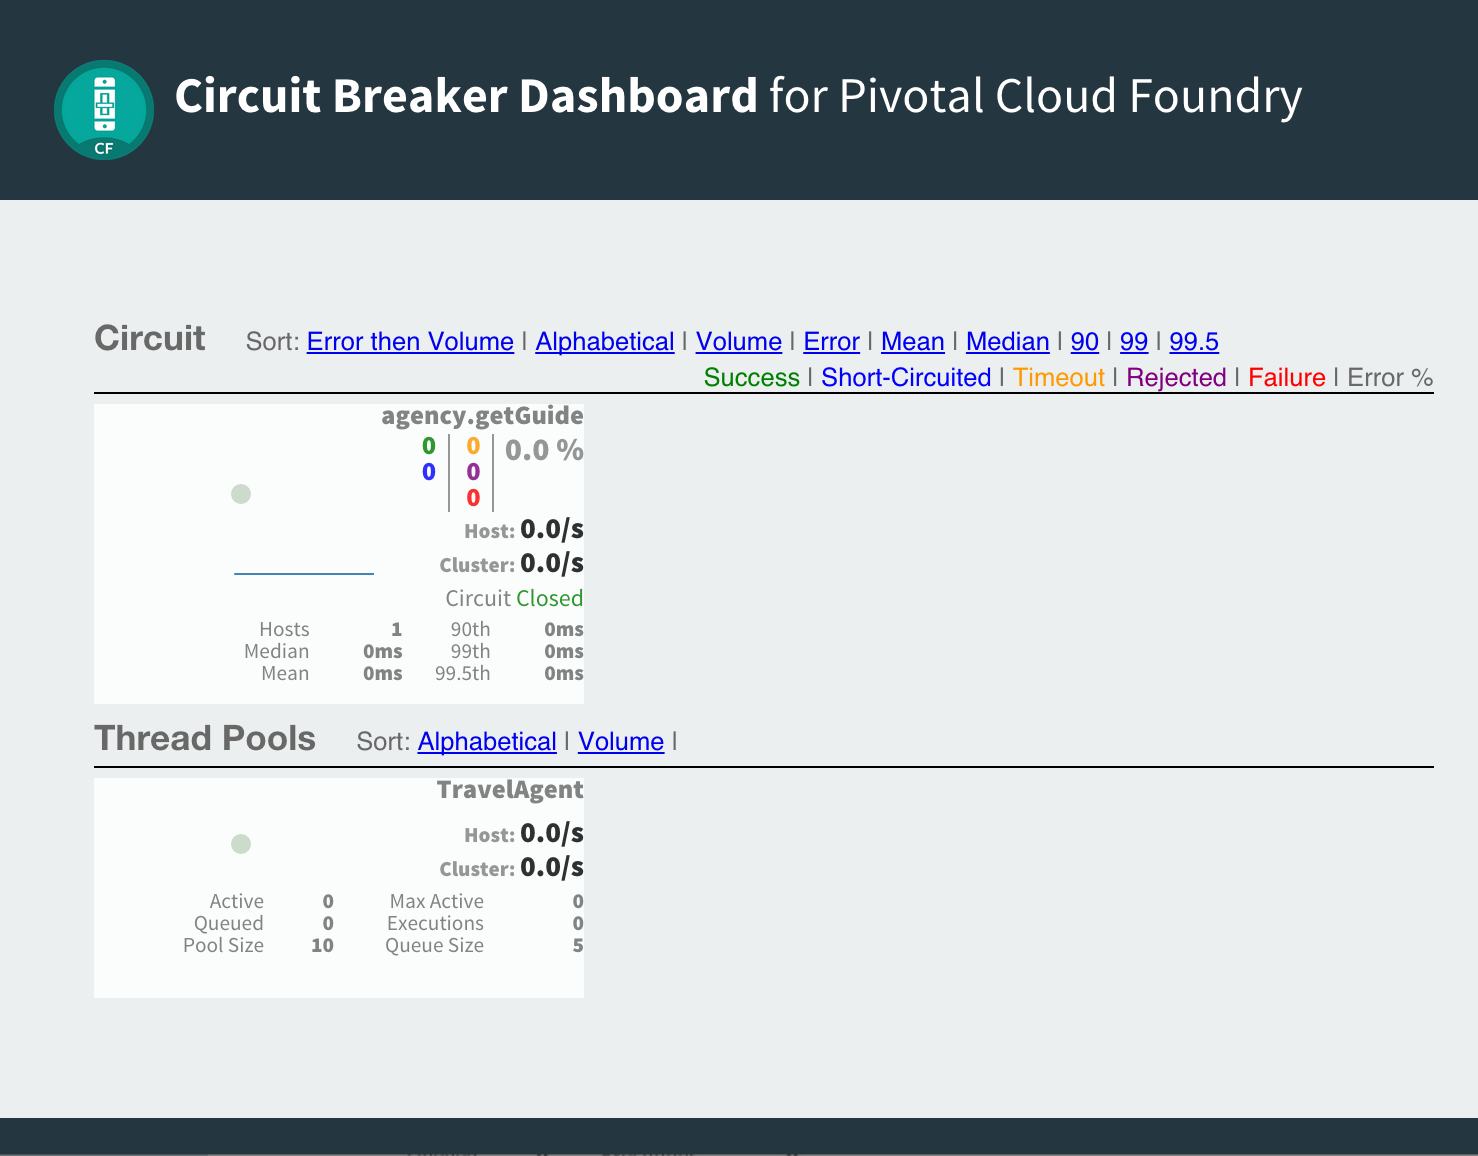 Circuit Breaker Dashboard for Pivotal Cloud Foundry
CF
Circuit Sort: Error then Volume | Alphabetical | Volume | Error | Mean | Median | 90 | 99 | 99.5
Success | Short-Circuited | Timeout | Rejected | Failure | Error %
agency.getGuide
0 0 0.0 %
0 0
0
Host: 0.0/s
Cluster: 0.0/s
Circuit Closed
Hosts 1 90th 0ms
Median 0ms 99th 0ms
Mean 0ms 99.5th 0ms
Thread Pools Sort: Alphabetical | Volume |
TravelAgent
Host: 0.0/s
Cluster: 0.0/s
Active 0 Max Active 0
Queued 0 Executions 0
Pool Size 10 Queue Size 5